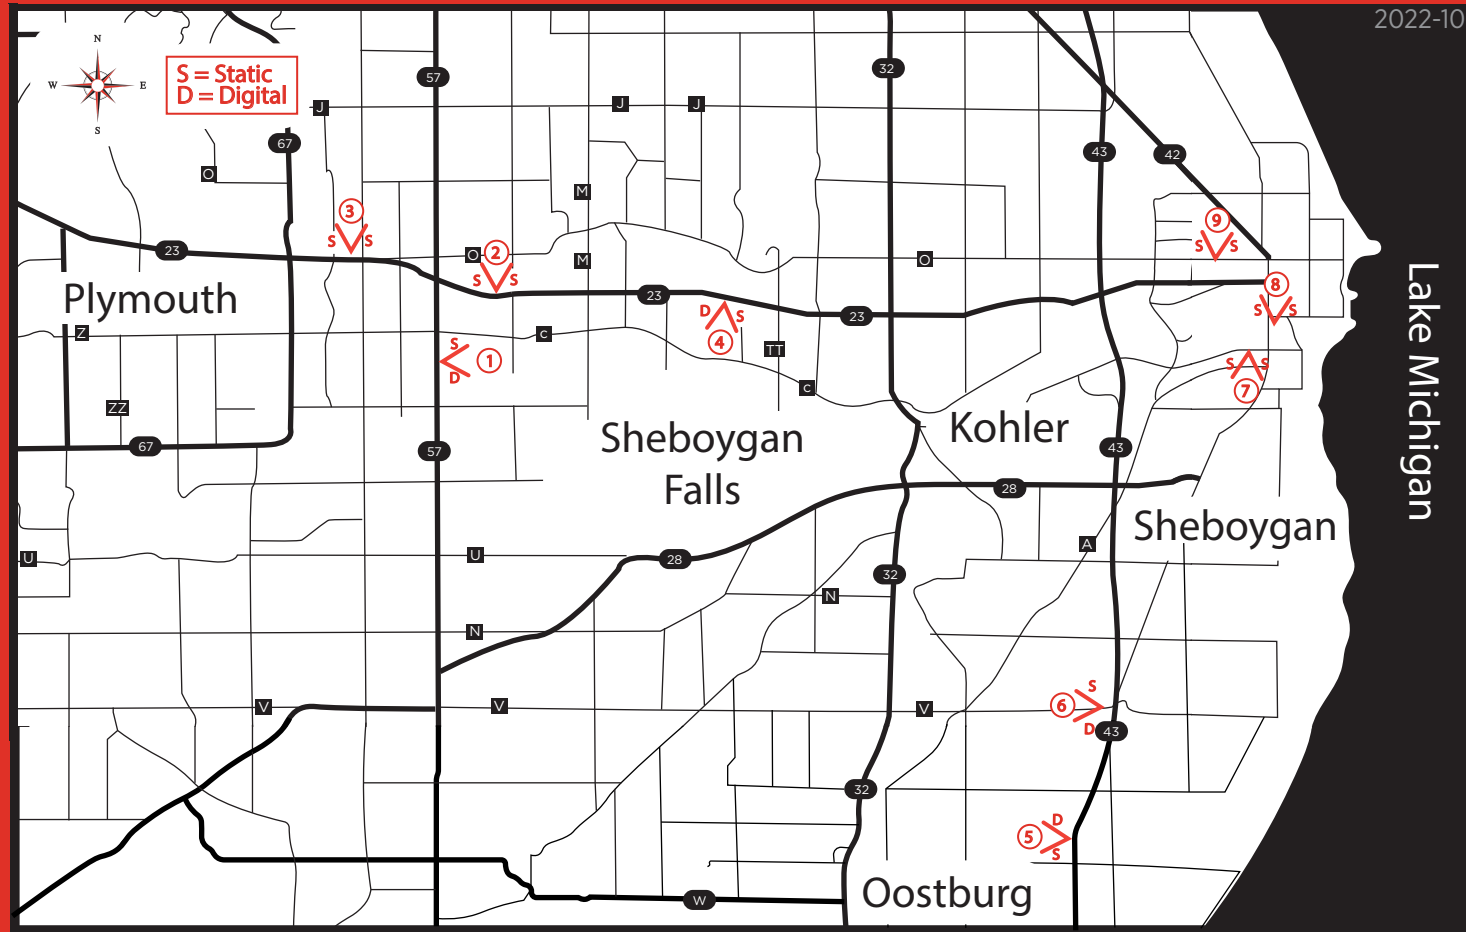 2022-10
N
W E
S
S = Static
D = Digital
57
32
J
J
J
67
43
42
O
M
3
S S
9
S S
23
O
2
S S
M
O
Plymouth
23
8
S S
23
D S
4
Z
C
S
1
D
TT
C
S S
7
ZZ
Lake Michigan
Sheboygan
Falls
Kohler
67
57
43
28
Sheboygan
U
U
28
A
32
N
N
V
V
V
S
6
D
43
32
D
5
S
W
Oostburg